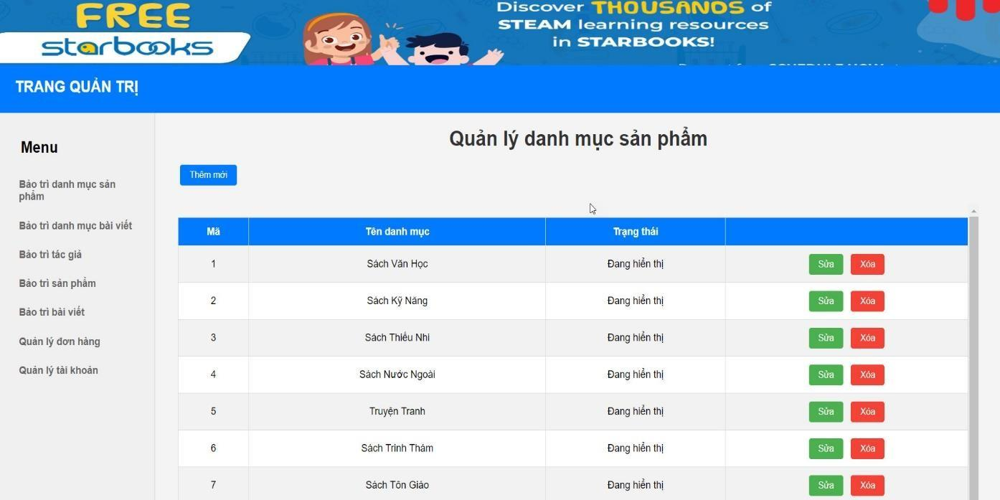 FREE
starbooks
Discover THOUSANDS of
STEAM learning resources
in STARBOOKS!
TRANG QUẢN TRỊ
Menu
Bảo trì danh mục sản
phẩm
Bảo trì danh mục bài viết
Bảo trì tác giả
Bảo trì sản phẩm
Bảo trì bài viết
Quản lý đơn hàng
Quản lý tài khoản
Quản lý danh mục sản phẩm
Thêm mới
Mã Tên danh mục Trạng thái
1 Sách Văn Học Đang hiển thị Sửa Xóa
2 Sách Kỹ Năng Đang hiển thị Sửa Xóa
3 Sách Thiếu Nhi Đang hiển thị Sửa Xóa
4 Sách Nước Ngoài Đang hiển thị Sửa Xóa
5 Truyện Tranh Đang hiển thị Sửa Xóa
6 Sách Trinh Thám Đang hiển thị Sửa Xóa
7 Sách Tôn Giáo Đang hiển thị Sửa Xóa